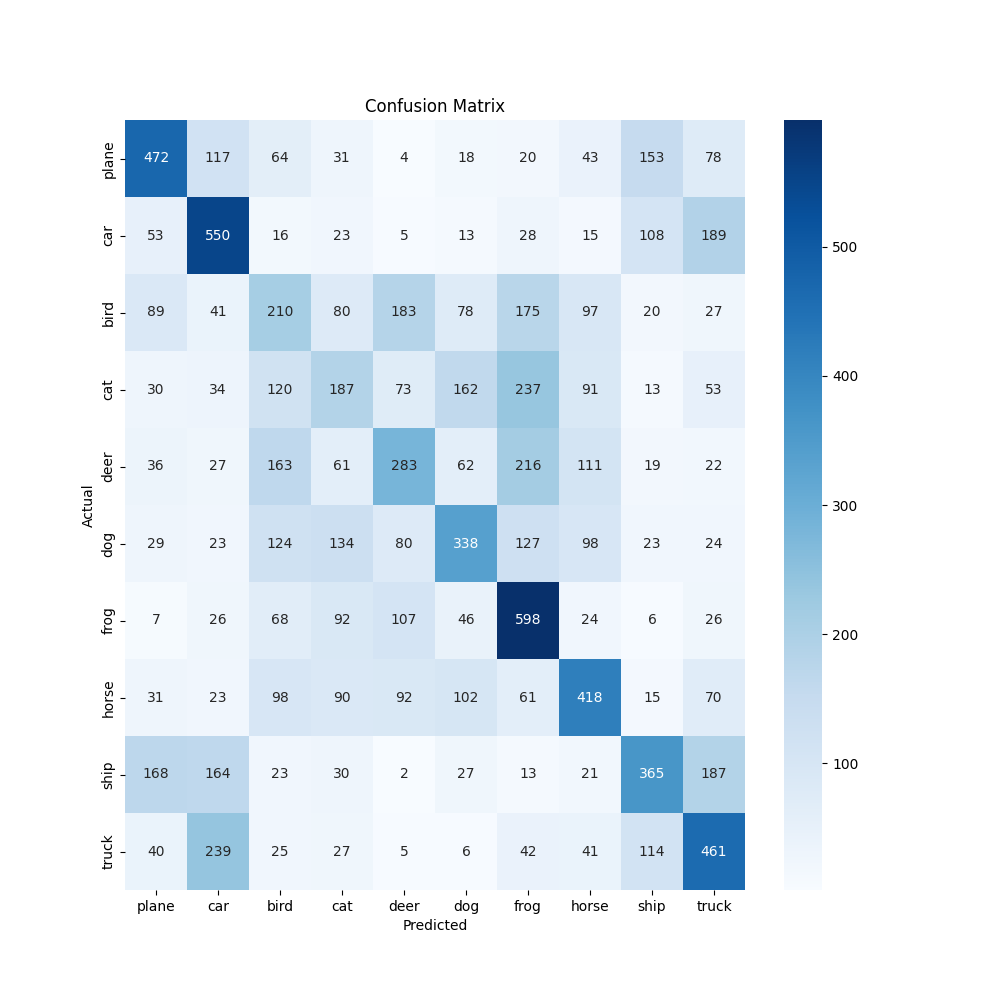 Confusion Matrix
plane 472 117 64 31 4 18 20 43 153 78
car 53 550 16 23 5 13 28 15 108 189
bird 89 41 210 80 183 78 175 97 20 27
cat 30 34 120 187 73 162 237 91 13 53
deer 36 27 163 61 283 62 216 111 19 22
dog 29 23 124 134 80 338 127 98 23 24
frog 7 26 68 92 107 46 598 24 6 26
horse 31 23 98 90 92 102 61 418 15 70
ship 168 164 23 30 2 27 13 21 365 187
truck 40 239 25 27 5 6 42 41 114 461
plane car bird cat deer dog frog horse ship truck
Predicted
Actual
500
400
300
200
100